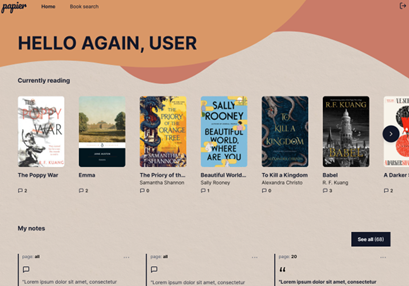 papier
Home
Book search
HELLO AGAIN, USER
Currently reading
THE POPPY WAR
R. F. KUANG
THE PRIORY OF THE ORANGE TREE
SAMANTHA SHANNON
SALLY ROONEY
BEAUTIFUL WORLD, WHERE ARE YOU
TO KILL A KINGDOM
R.F. KUANG
BABEL
The Poppy War
Emma
The Priory of th...
Beautiful World...
To Kill a Kingdom
Babel
A Darker
Samantha Shannon
Sally Rooney
Alexandra Christo
R. F. Kuang
2
2
0
1
0
3
2
My notes
See all (68)
page: all
...
page: all
...
page: 20
...
"Lorem ipsum dolor sit amet, consectetur
"Lorem ipsum dolor sit amet, consectetur
"Lorem ipsum dolor sit amet, consectetur